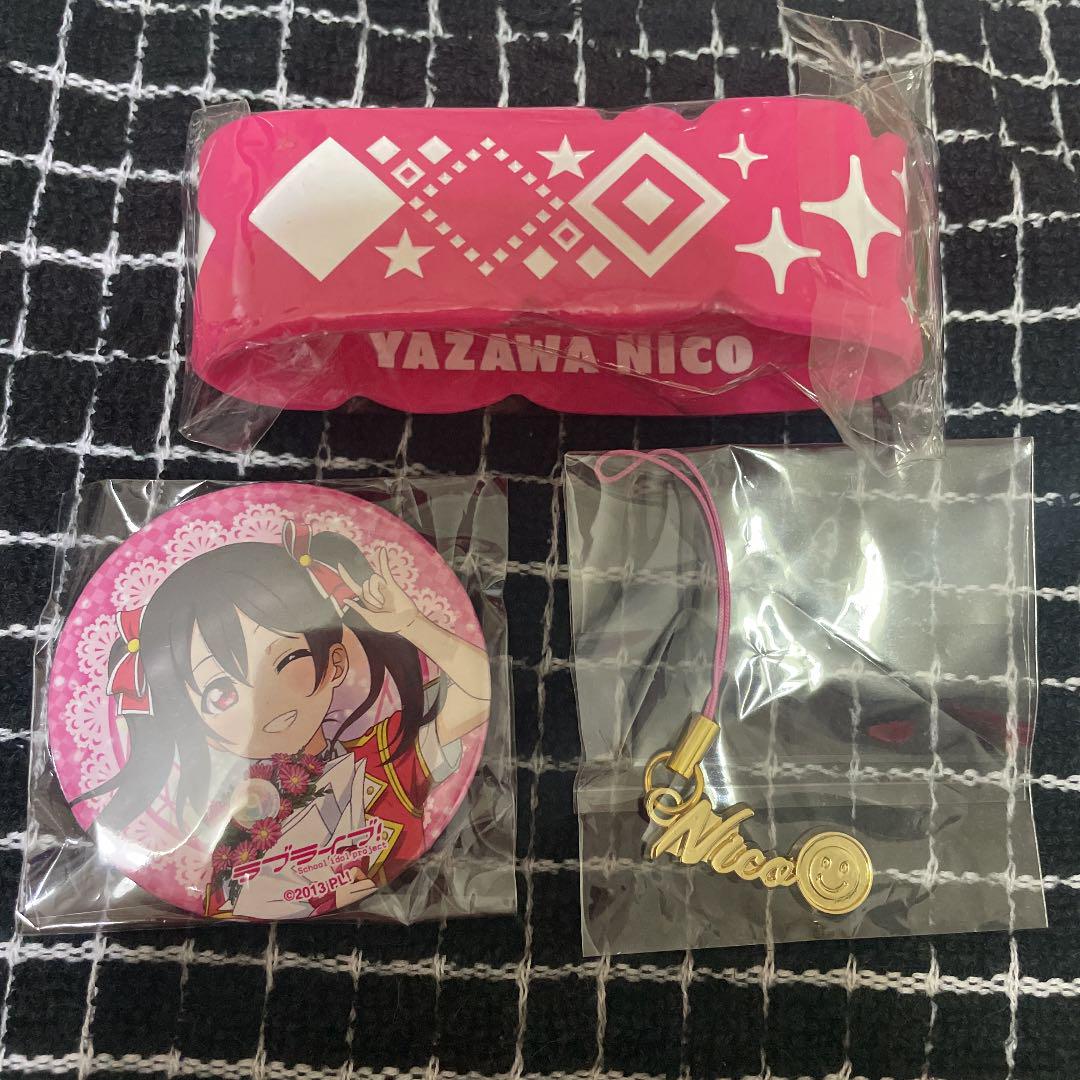 YAZAWA NICO
ラブライブ!
School idol project
©2013 PL!
Nico